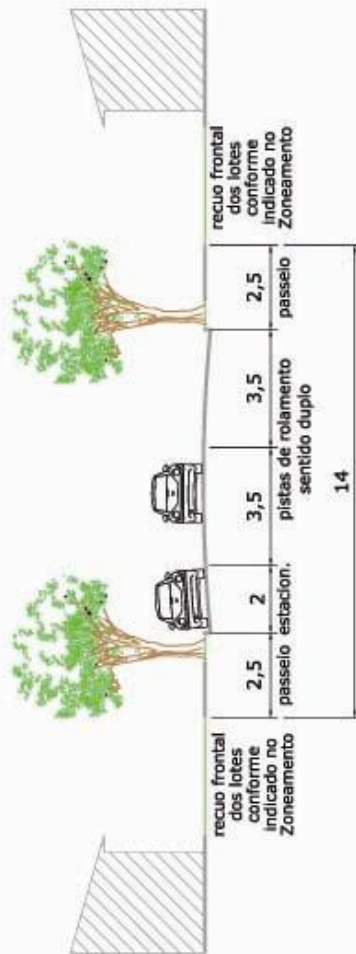 recuo frontal
dos lotes
conforme
indicado no
Zoneamento
2,5
2
3,5
3,5
2,5
passeio
estacion.
pistas de rolamento
sentido duplo
passeio
14
recuo frontal
dos lotes
conforme
indicado no
Zoneamento